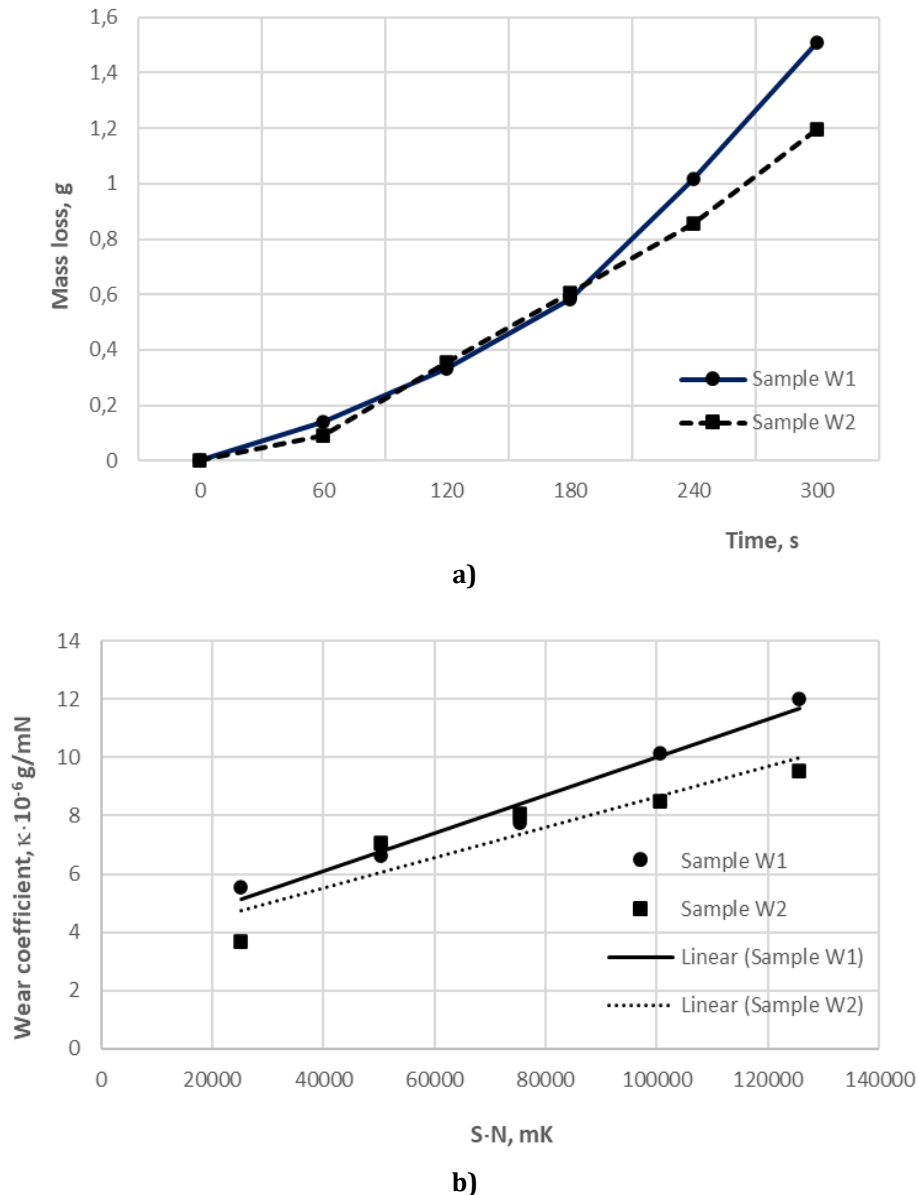 1,6
1,4
1,2
1
0,8
0,6
0,4
0,2
0
Mass loss, g
Sample W1
Sample W2
0 60 120 180 240 300
Time, s
a)
14
12
10
8
6
4
2
0
Wear coefficient, κ·10⁻⁶ g/mN
Sample W1
Sample W2
Linear (Sample W1)
Linear (Sample W2)
0 20000 40000 60000 80000 100000 120000 140000
S·N, mK
b)